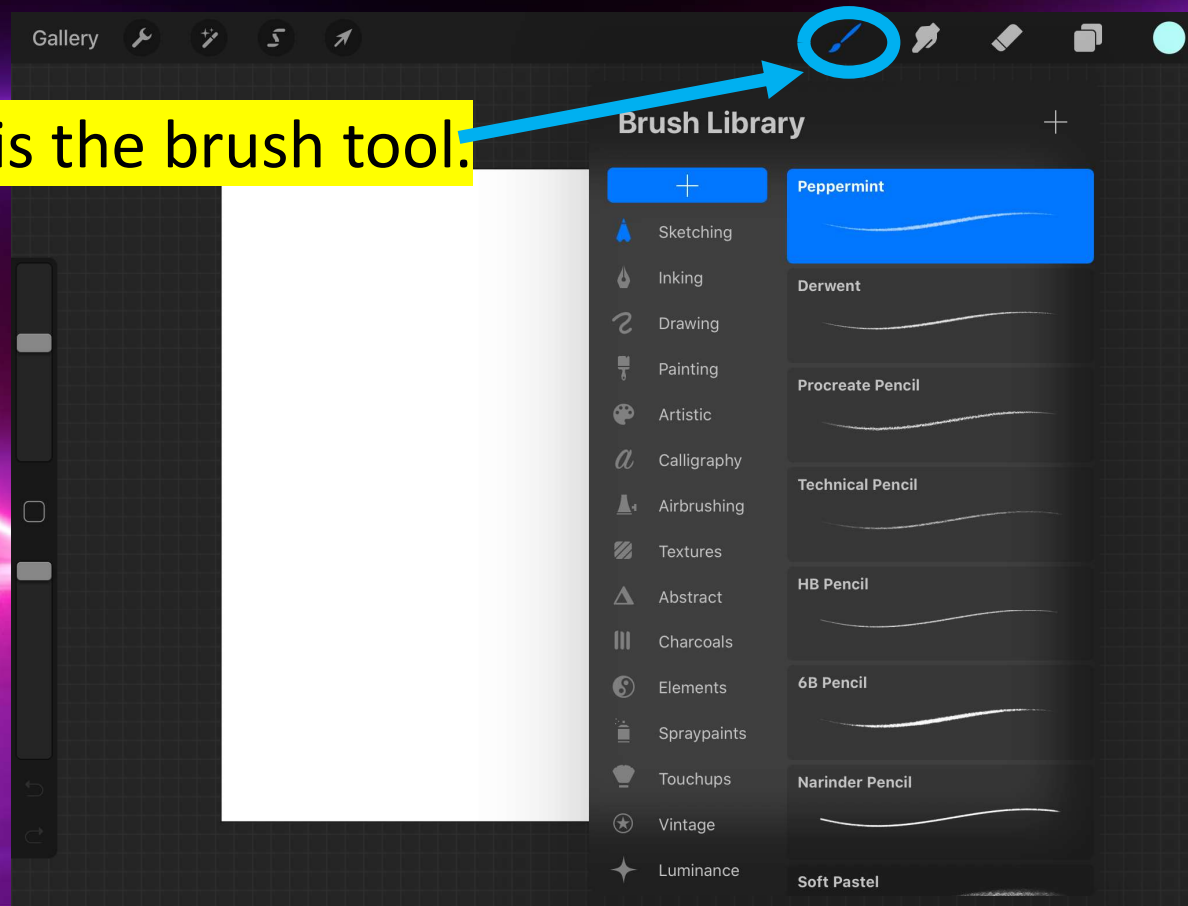 Gallery
is the brush tool.
Brush Library
Sketching
Inking
Drawing
Painting
Artistic
Calligraphy
Airbrushing
Textures
Abstract
Charcoals
Elements
Spraypaints
Touchups
Vintage
Luminance
Peppermint
Derwent
Procreate Pencil
Technical Pencil
HB Pencil
6B Pencil
Narinder Pencil
Soft Pastel